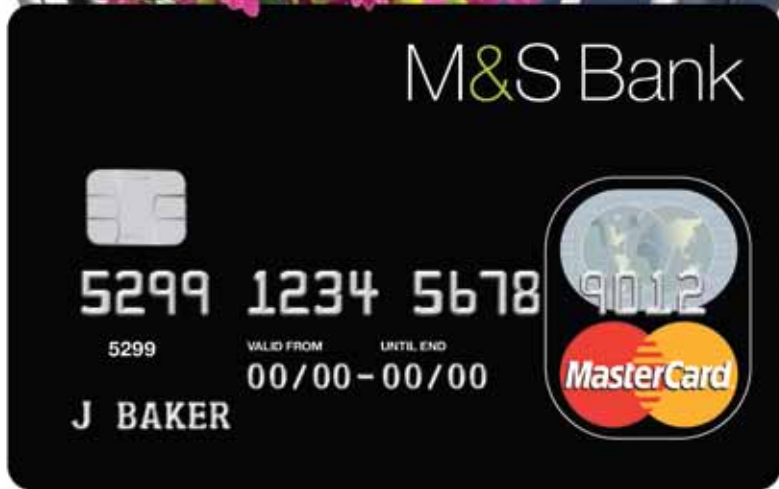 M&S Bank
5299 1234 5678 9012
5299
VALID FROM UNTIL END
00/00-00/00
MasterCard
J BAKER